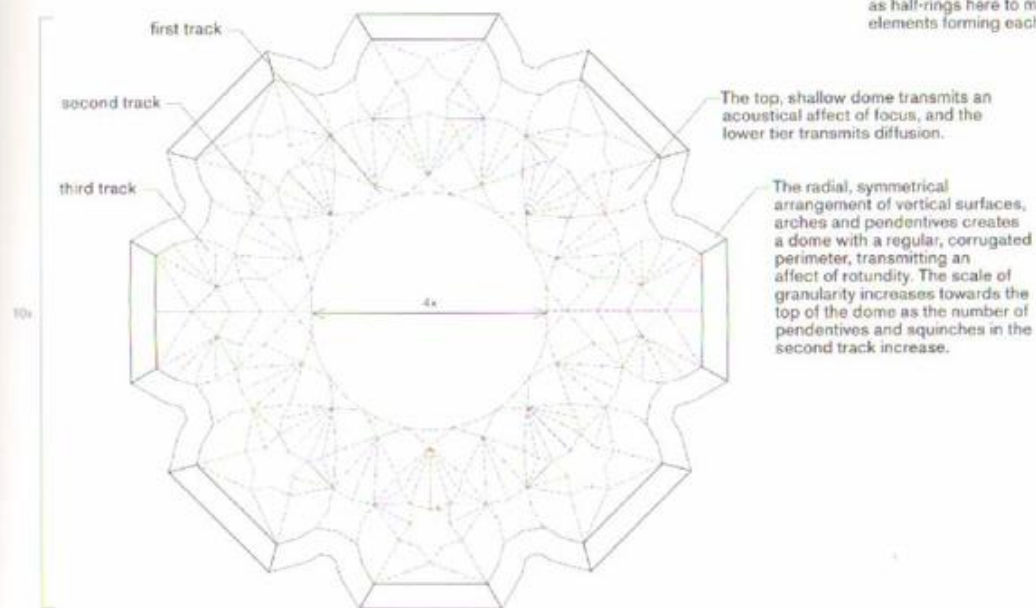 as half-rings here to m
elements forming each
first track
second track
third track
The top, shallow dome transmits an
acoustical affect of focus, and the
lower tier transmits diffusion.
The radial, symmetrical
arrangement of vertical surfaces,
arches and pendentives creates
a dome with a regular, corrugated
perimeter, transmitting an
affect of rotundity. The scale of
granularity increases towards the
top of the dome as the number of
pendentives and squinches in the
second track increase.
4x
10x